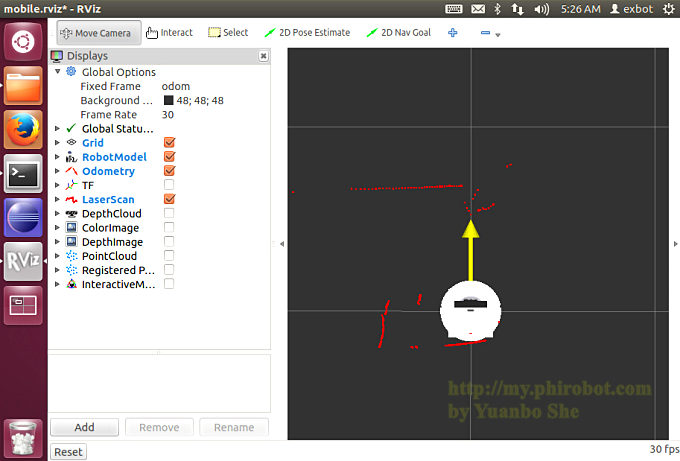 mobile.rviz* - RViz
5:26 AM
exbot
Move Camera
Interact
Select
2D Pose Estimate
2D Nav Goal
Displays
Global Options
Fixed Frame
odom
Background ...
48; 48; 48
Frame Rate
30
Global Statu...
Grid
RobotModel
Odometry
TF
LaserScan
DepthCloud
ColorImage
DepthImage
PointCloud
Registered P...
InteractiveM...
RViz
http://my.phirobot.com
by Yuanbo She
Add
Remove
Rename
Reset
30 fps